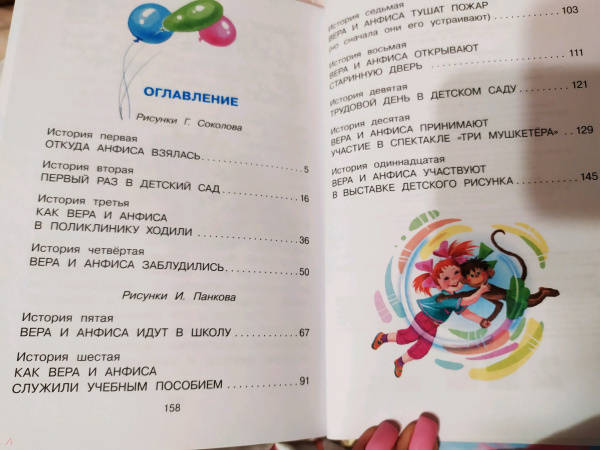 ОГЛАВЛЕНИЕ
Рисунки Г. Соколова
История первая
ОТКУДА АНФИСА ВЗЯЛАСЬ 5
История вторая
ПЕРВЫЙ РАЗ В ДЕТСКИЙ САД 16
История третья
КАК ВЕРА И АНФИСА
В ПОЛИКЛИНИКУ ХОДИЛИ 36
История четвёртая
ВЕРА И АНФИСА ЗАБЛУДИЛИСЬ 50
Рисунки И. Панкова
История пятая
ВЕРА И АНФИСА ИДУТ В ШКОЛУ 67
История шестая
КАК ВЕРА И АНФИСА
СЛУЖИЛИ УЧЕБНЫМ ПОСОБИЕМ 91
158
История седьмая
ВЕРА И АНФИСА ТУШАТ ПОЖАР
(но сначала они его устраивают) 103
История восьмая
ВЕРА И АНФИСА ОТКРЫВАЮТ
СТАРИННУЮ ДВЕРЬ 111
История девятая
ТРУДОВОЙ ДЕНЬ В ДЕТСКОМ САДУ 121
История десятая
ВЕРА И АНФИСА ПРИНИМАЮТ
УЧАСТИЕ В СПЕКТАКЛЕ «ТРИ МУШКЕТЁРА» 129
История одиннадцатая
ВЕРА И АНФИСА УЧАСТВУЮТ
В ВЫСТАВКЕ ДЕТСКОГО РИСУНКА 145